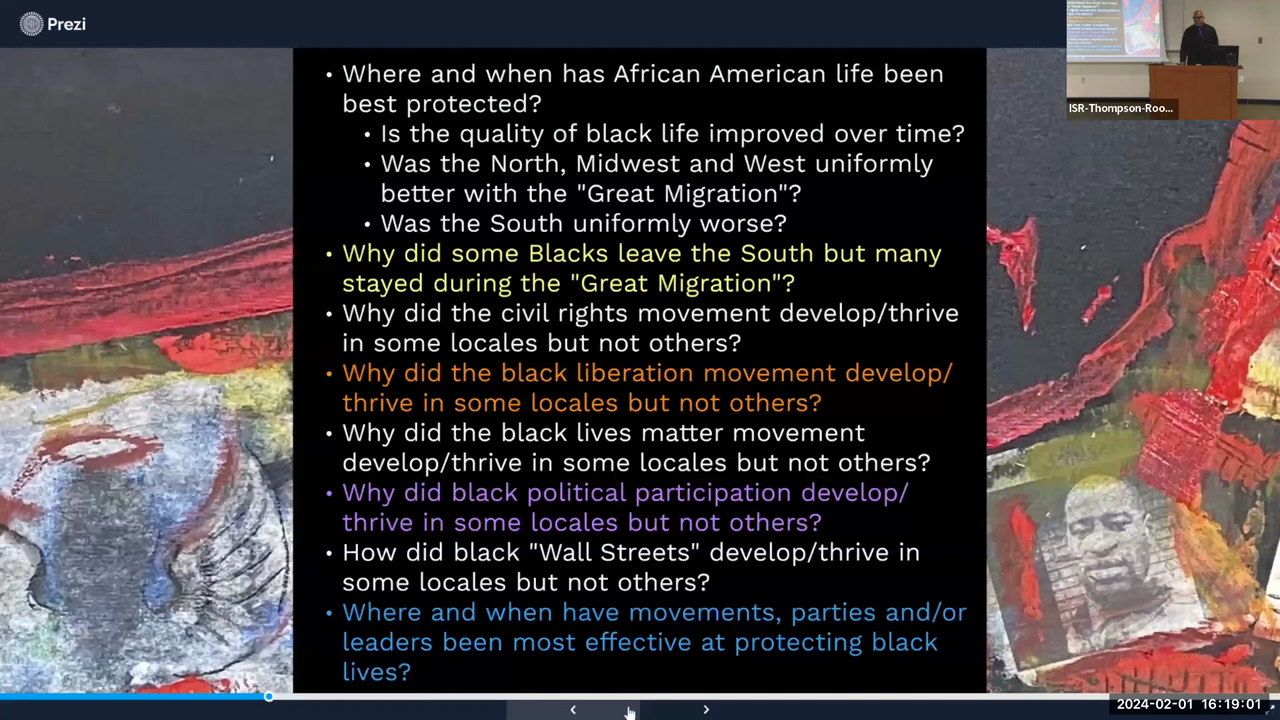 Prezi
• Where and when has African American life been
best protected?
• Is the quality of black life improved over time?
• Was the North, Midwest and West uniformly
better with the "Great Migration"?
• Was the South uniformly worse?
• Why did some Blacks leave the South but many
stayed during the "Great Migration"?
• Why did the civil rights movement develop/thrive
in some locales but not others?
• Why did the black liberation movement develop/
thrive in some locales but not others?
• Why did the black lives matter movement
develop/thrive in some locales but not others?
• Why did black political participation develop/
thrive in some locales but not others?
• How did black "Wall Streets" develop/thrive in
some locales but not others?
• Where and when have movements, parties and/or
leaders been most effective at protecting black
lives?
ISR-Thompson-Roo...
2024-02-01 16:19:01